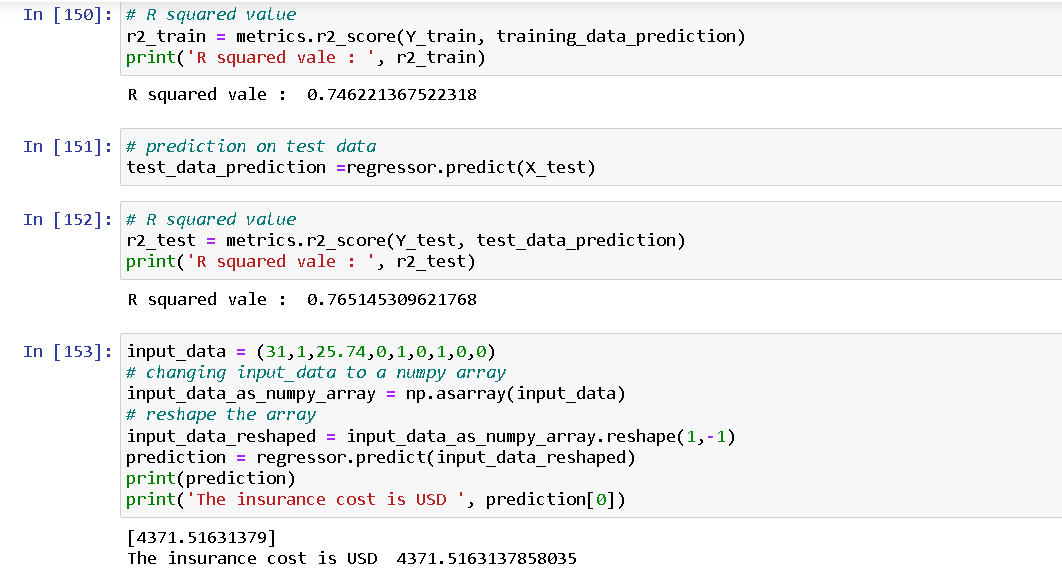 In [150]: # R squared value
r2_train = metrics.r2_score(Y_train, training_data_prediction)
print('R squared vale : ', r2_train)
R squared vale :  0.746221367522318
In [151]: # prediction on test data
test_data_prediction =regressor.predict(X_test)
In [152]: # R squared value
r2_test = metrics.r2_score(Y_test, test_data_prediction)
print('R squared vale : ', r2_test)
R squared vale :  0.765145309621768
In [153]: input_data = (31,1,25.74,0,1,0,1,0,0)
# changing input_data to a numpy array
input_data_as_numpy_array = np.asarray(input_data)
# reshape the array
input_data_reshaped = input_data_as_numpy_array.reshape(1,-1)
prediction = regressor.predict(input_data_reshaped)
print(prediction)
print('The insurance cost is USD ', prediction[0])
[4371.51631379]
The insurance cost is USD  4371.5163137858035